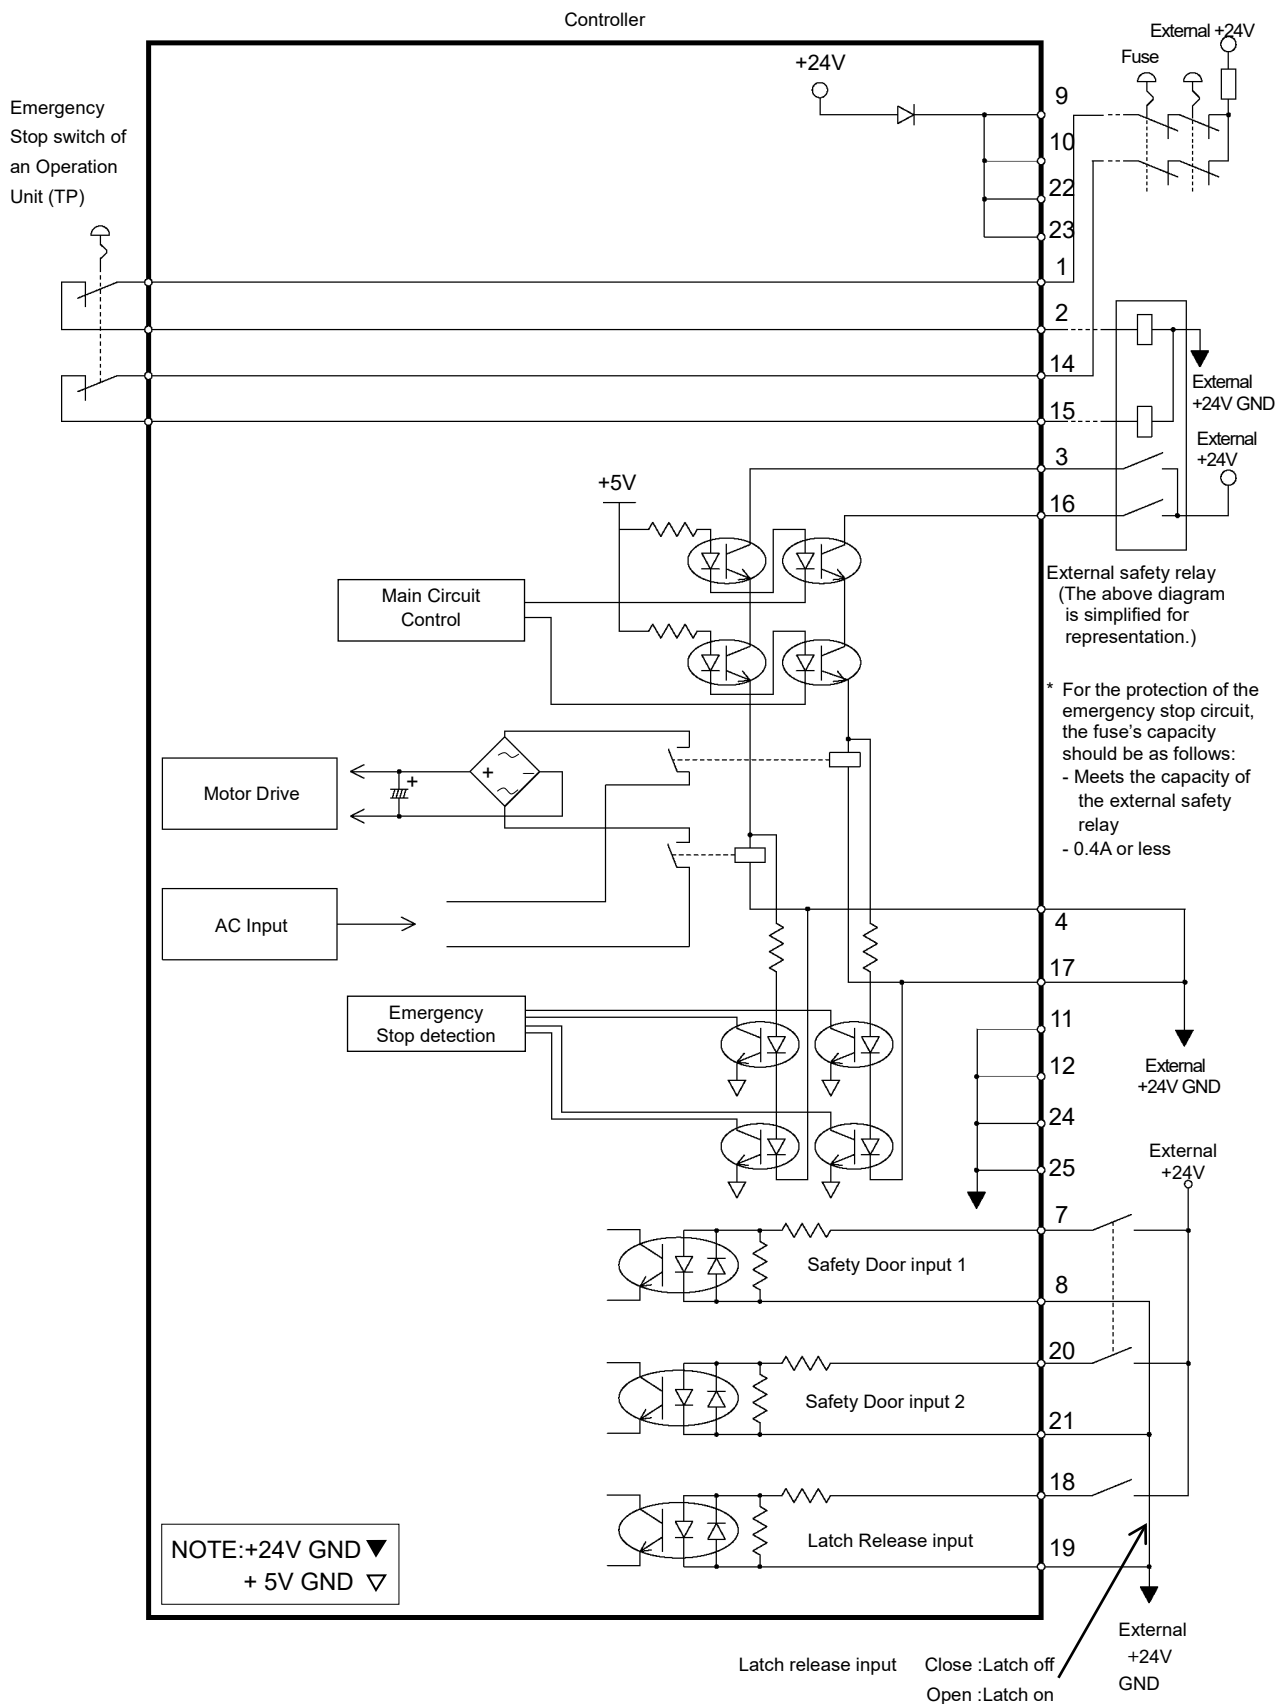 Controller
External +24V
Fuse
+24V
9
Emergency
Stop switch of
an Operation
Unit (TP)
10
22
23
1
2
14
External
+24V GND
15
External
+24V
3
+5V
16
External safety relay
(The above diagram
is simplified for
representation.)
Main Circuit
Control
* For the protection of the
emergency stop circuit,
the fuse's capacity
should be as follows:
- Meets the capacity of
the external safety
relay
- 0.4A or less
+
+ –
Motor Drive
AC Input
4
17
Emergency
Stop detection
11
12
External
+24V GND
24
25
External
+24V
7
Safety Door input 1
8
20
Safety Door input 2
21
18
Latch Release input
19
NOTE:+24V GND ▼
+ 5V GND ▽
External
+24V
GND
Latch release input Close :Latch off
Open :Latch on